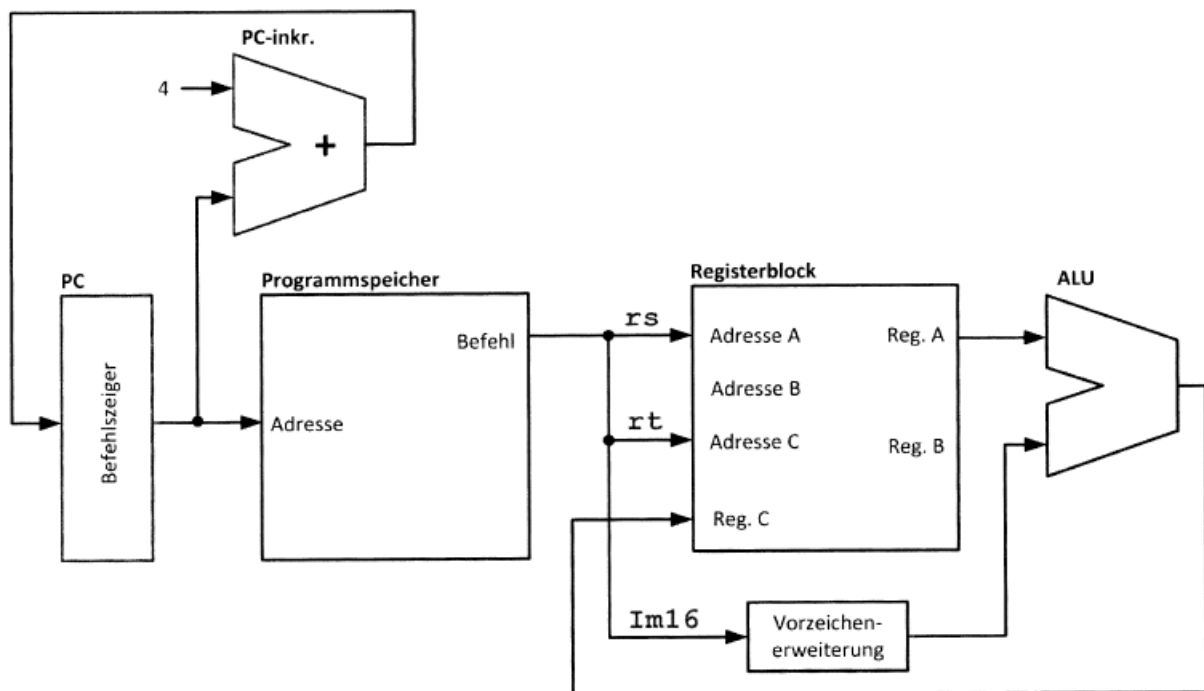 PC-inkr.
4
+
PC
Programmspeicher
Registerblock
ALU
Befehlszeiger
Befehl
Adresse
rs
rt
Im16
Adresse A
Reg. A
Adresse B
Adresse C
Reg. B
Reg. C
Vorzeichen-
erweiterung